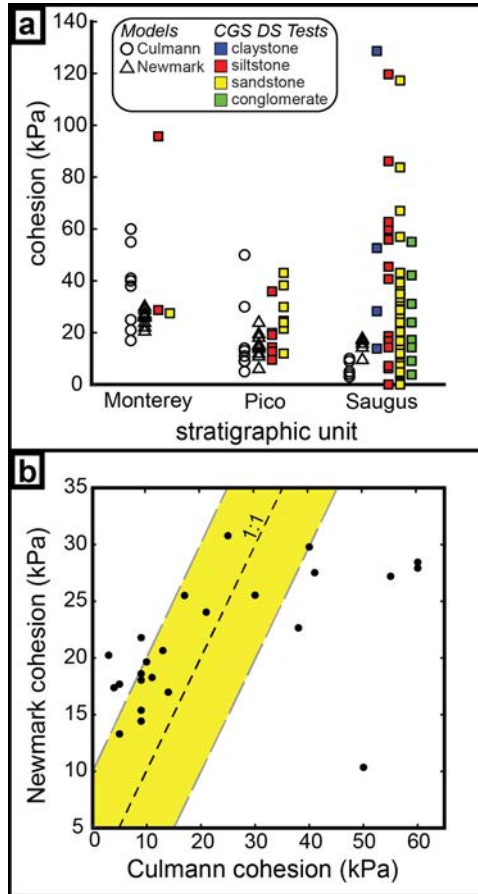 a
Models CGS DS Tests
Culmann claystone
Newmark siltstone
sandstone
conglomerate
cohesion (kPa)
140
120
100
80
60
40
20
0
Monterey Pico Saugus
stratigraphic unit
b
Newmark cohesion (kPa)
35
30
25
20
15
10
5
1:1
0 10 20 30 40 50 60
Culmann cohesion (kPa)